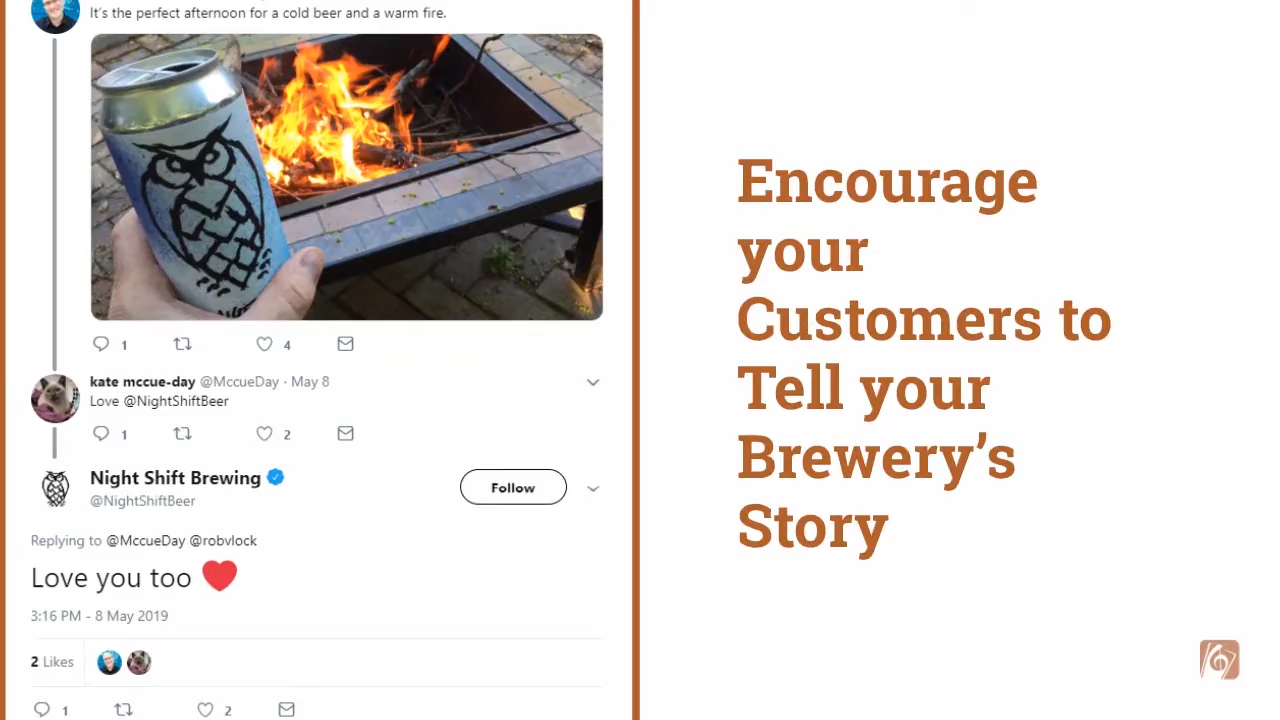 It's the perfect afternoon for a cold beer and a warm fire.
1
4
kate mccue-day @MccueDay · May 8
Love @NightShiftBeer
1
2
Night Shift Brewing
@NightShiftBeer
Follow
Replying to @MccueDay @robvlock
Love you too ❤
3:16 PM - 8 May 2019
2 Likes
1
2
Encourage
your
Customers to
Tell your
Brewery’s
Story